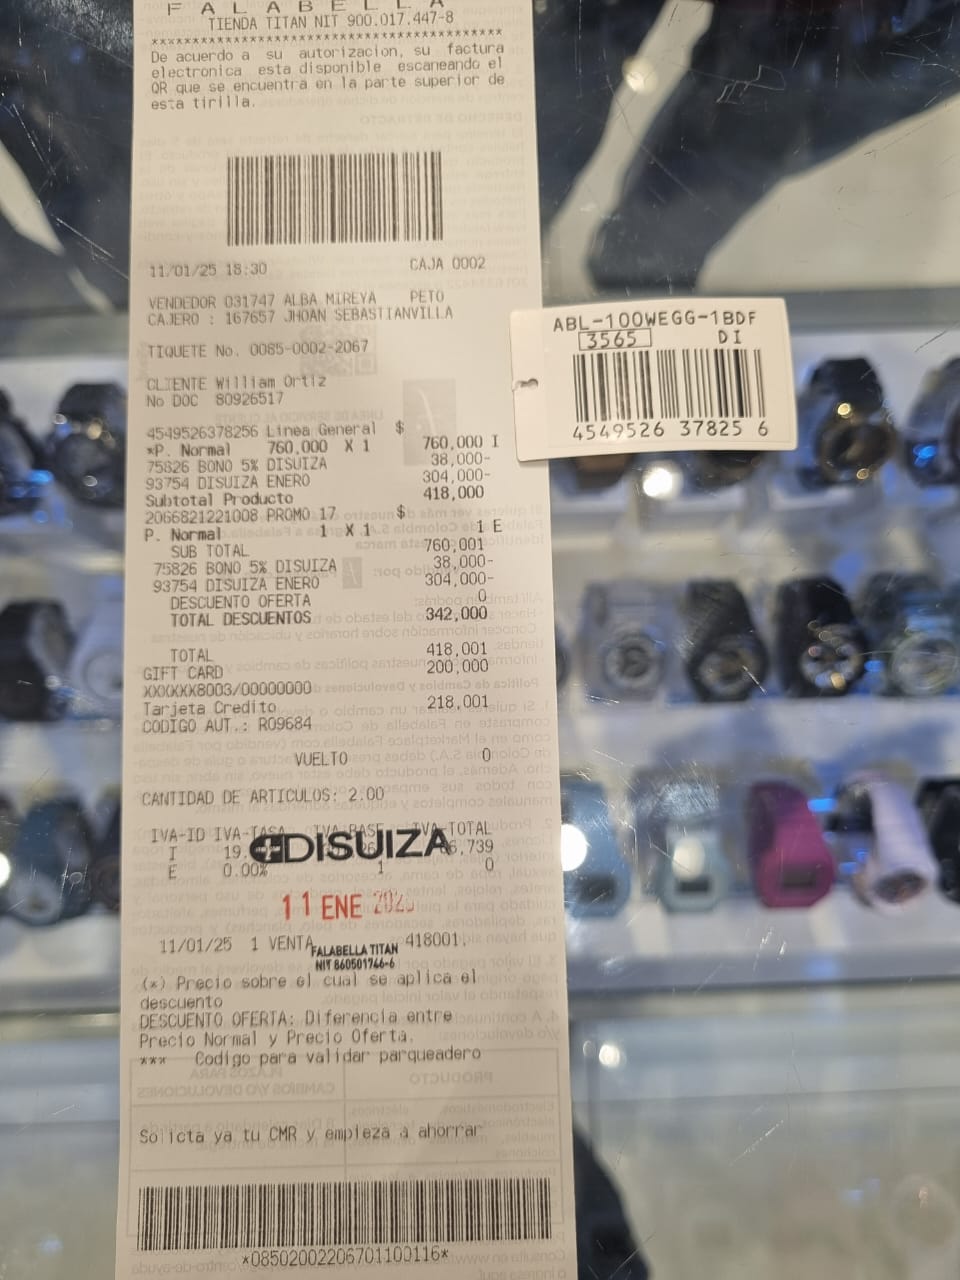 FALABELLA
TIENDA TITAN NIT 900.017.447-8
De acuerdo a su autorizacion, su factura
electronica esta disponible escaneando el
QR que se encuentra en la parte superior de
esta tirilla.
11/01/25 18:30 CAJA 0002
VENDEDOR 031747 ALBA MIREYA PETO
CAJERO : 167657 JHOAN SEBASTIANVILLA
TIQUETE No. 0085-0002-2067
CLIENTE William Ortiz
No DOC 80926517
4549526378256 Linea General $
*P. Normal 760,000 X 1 760,000 I
75826 BONO 5% DISUIZA 38,000-
93754 DISUIZA ENERO 304,000-
Subtotal Producto 418,000
2066821221008 PROMO 17 $
P. Normal 1 X 1 1 E
SUB TOTAL 760,001
75826 BONO 5% DISUIZA 38,000-
93754 DISUIZA ENERO 304,000-
DESCUENTO OFERTA 0
TOTAL DESCUENTOS 342,000
TOTAL 418,001
GIFT CARD 200,000
XXXXXX8003/00000000
Tarjeta Credito 218,001
CODIGO AUT.: R09684
VUELTO 0
CANTIDAD DE ARTICULOS: 2.00
IVA-ID IVA-TASA IVA-BASE IVA-TOTAL
I 19. 66,739
E 0.00% 1 0
DISUIZA
11 ENE 2025
11/01/25 1 VENTA 418001
FALABELLA TITAN
NIT 860501746-6
(*) Precio sobre el cual se aplica el
descuento
DESCUENTO OFERTA: Diferencia entre
Precio Normal y Precio Oferta.
*** Codigo para validar parqueadero
Solicta ya tu CMR y empieza a ahorrar
*08502002206701100116*
ABL-100WEGG-1BDF
3565 DI
4549526 37825 6